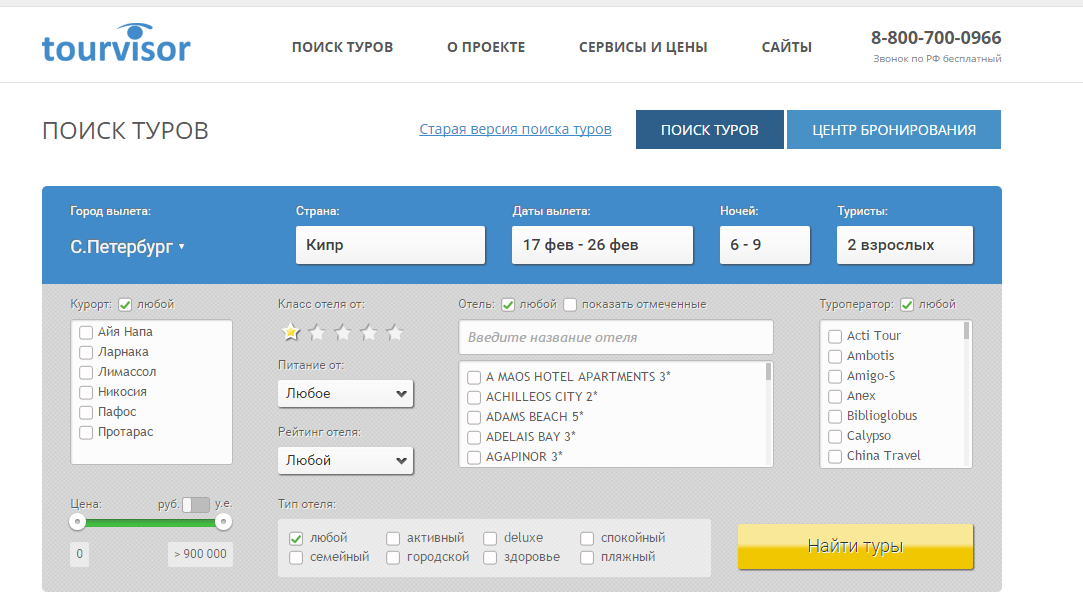 tourvisor
ПОИСК ТУРОВ О ПРОЕКТЕ СЕРВИСЫ И ЦЕНЫ САЙТЫ
8-800-700-0966
Звонок по РФ бесплатный
ПОИСК ТУРОВ
Старая версия поиска туров
ПОИСК ТУРОВ
ЦЕНТР БРОНИРОВАНИЯ
Город вылета: Страна: Даты вылета: Ночей: Туристы:
С.Петербург Кипр 17 фев - 26 фев 6 - 9 2 взрослых
Курорт: любой
Айя Напа
Ларнака
Лимассол
Никосия
Пафос
Протарас
Класс отеля от:
Питание от:
Любое
Рейтинг отеля:
Любой
Отель: любой показать отмеченные
Введите название отеля
A MAOS HOTEL APARTMENTS 3*
ACHILLEOS CITY 2*
ADAMS BEACH 5*
ADELAIS BAY 3*
AGAPINOR 3*
Туроператор: любой
Acti Tour
Ambotis
Amigo-S
Anex
Biblioglobus
Calypso
China Travel
Цена: руб. у.е.
0 > 900 000
Тип отеля:
любой активный deluxe спокойный
семейный городской здоровье пляжный
Найти туры